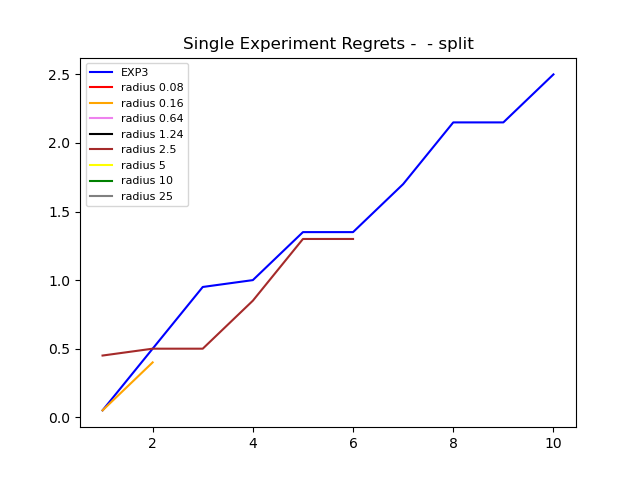 Single Experiment Regrets -  - split
EXP3
radius 0.08
radius 0.16
radius 0.64
radius 1.24
radius 2.5
radius 5
radius 10
radius 25
2.5
2.0
1.5
1.0
0.5
0.0
2 4 6 8 10